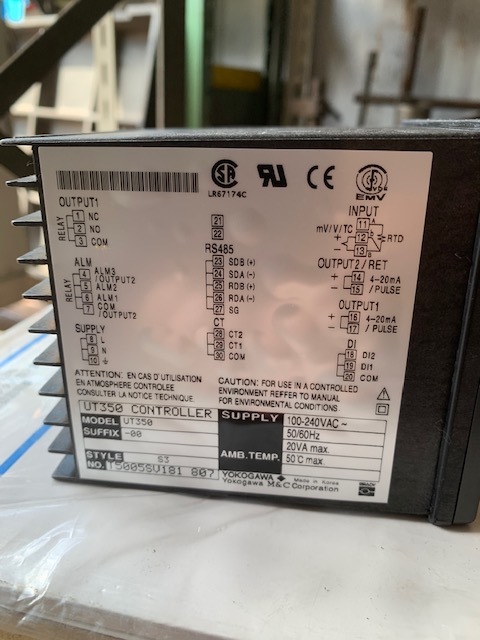 LR67174C
EMV
OUTPUT1
RELAY
1 NC
2 NO
3 COM
ALM
RELAY
4 ALM3 /OUTPUT2
5 ALM2
6 ALM1
7 COM /OUTPUT2
SUPPLY
8 L
9 N
10
21
22
RS485
23 SDB (+)
24 SDA (-)
25 RDB (+)
26 RDA (-)
27 SG
CT
28 CT2
29 CT1
30 COM
INPUT
mV/V/TC
11 A
+ 12 B
- 13 B
RTD
OUTPUT2/RET
+ 14 4-20mA
- 15 /PULSE
OUTPUT1
+ 16 4-20mA
- 17 /PULSE
DI
18 DI2
19 DI1
20 COM
ATTENTION: EN CAS D'UTILISATION
EN ATMOSPHERE CONTROLEE
CONSULTER LA NOTICE TECHNIQUE.
CAUTION: FOR USE IN A CONTROLLED
ENVIRONMENT REFER TO MANUAL
FOR ENVIRONMENTAL CONDITIONS.
UT350 CONTROLLER
MODEL UT350
SUFFIX -00
STYLE S3
NO. T5005SV181 807
SUPPLY 100-240VAC ~
50/60Hz
20VA max.
AMB.TEMP. 50°C max.
YOKOGAWA Made in Korea
Yokogawa M&C Corporation